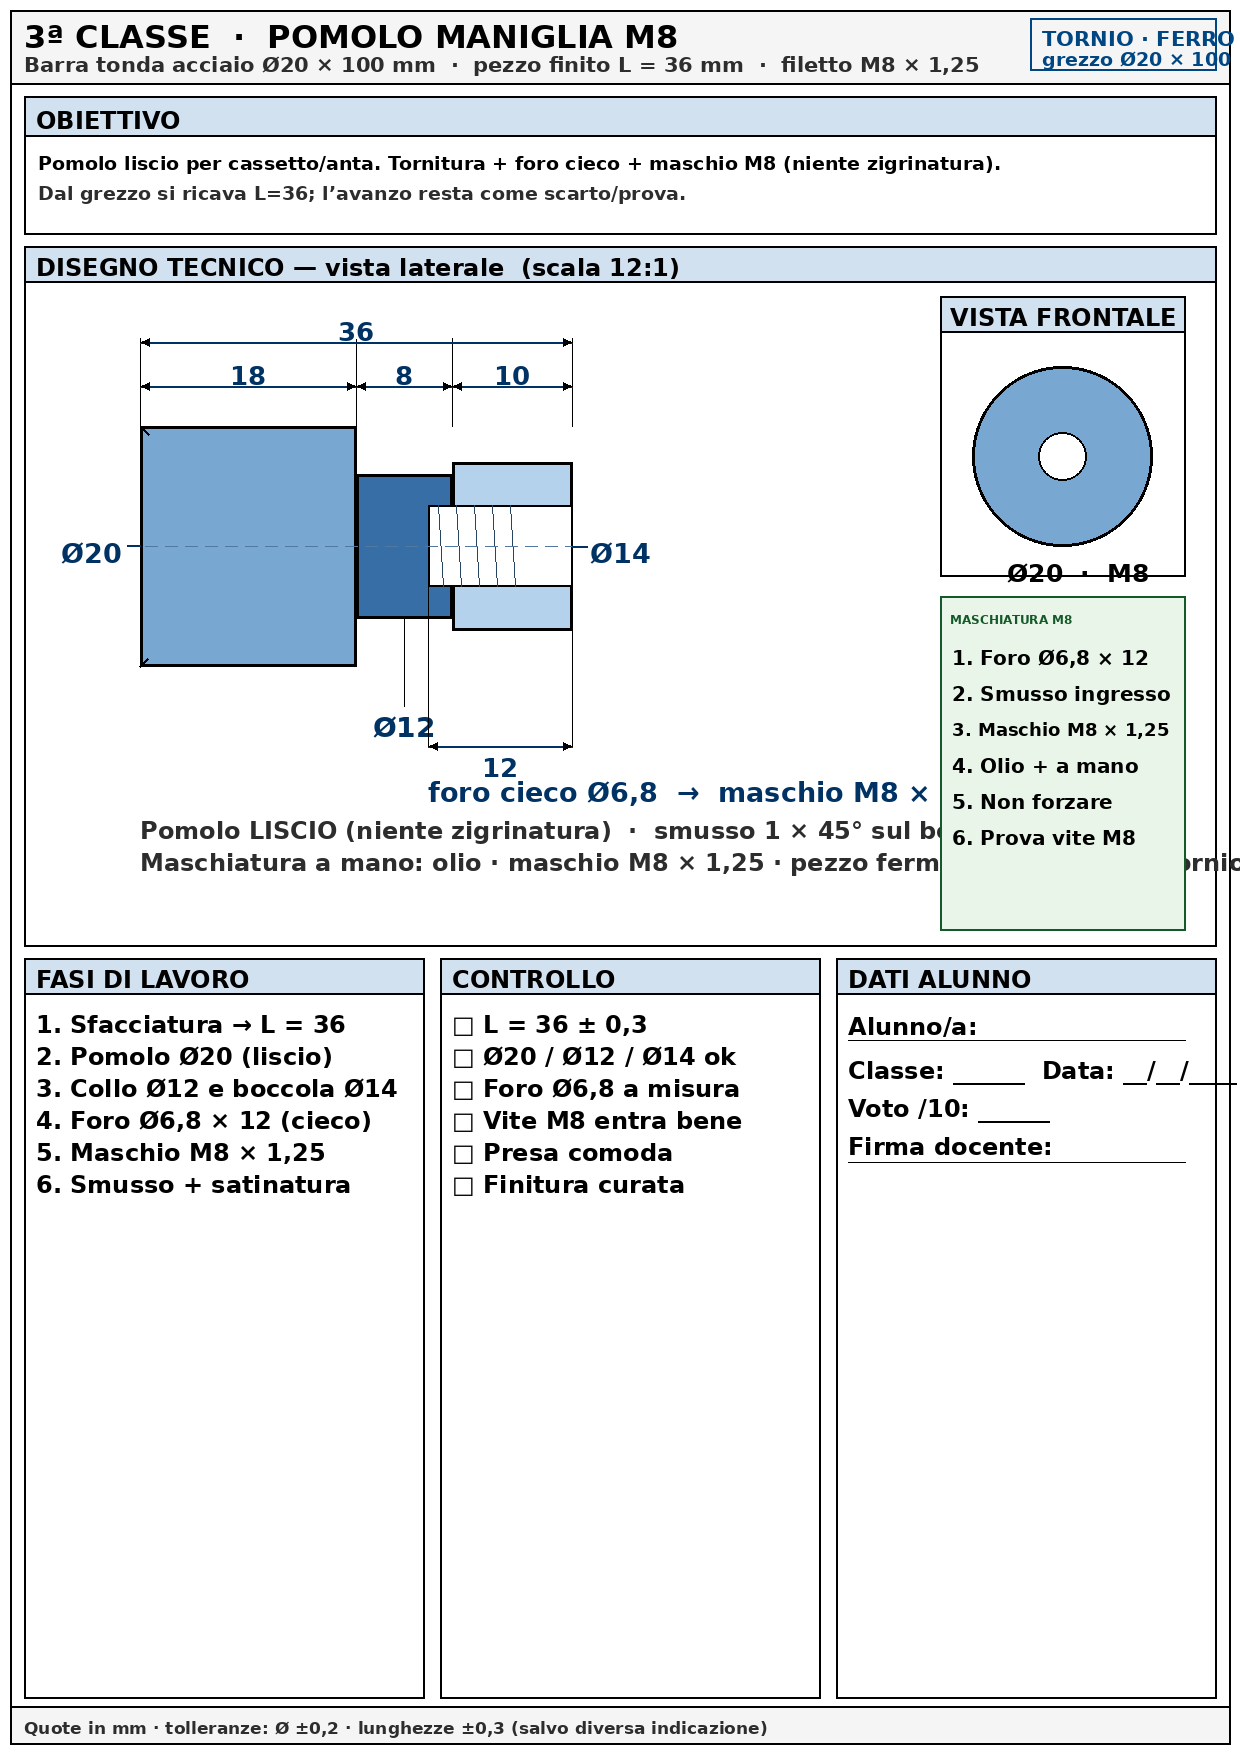 3ª CLASSE · POMOLO MANIGLIA M8
Barra tonda acciaio Ø20 × 100 mm · pezzo finito L = 36 mm · filetto M8 × 1,25
TORNIO · FERRO
grezzo Ø20 × 100
OBIETTIVO
Pomolo liscio per cassetto/anta. Tornitura + foro cieco + maschio M8 (niente zigrinatura).
Dal grezzo si ricava L=36; l’avanzo resta come scarto/prova.
DISEGNO TECNICO — vista laterale (scala 12:1)
36
18 8 10
Ø20
Ø14
Ø12
12
foro cieco Ø6,8 → maschio M8 ×
Pomolo LISCIO (niente zigrinatura) · smusso 1 × 45° sul
Maschiatura a mano: olio · maschio M8 × 1,25 · pezzo ferm ornio
VISTA FRONTALE
Ø20 · M8
MASCHIATURA M8
1. Foro Ø6,8 × 12
2. Smusso ingresso
3. Maschio M8 × 1,25
4. Olio + a mano
5. Non forzare
6. Prova vite M8
FASI DI LAVORO
1. Sfacciatura → L = 36
2. Pomolo Ø20 (liscio)
3. Collo Ø12 e boccola Ø14
4. Foro Ø6,8 × 12 (cieco)
5. Maschio M8 × 1,25
6. Smusso + satinatura
CONTROLLO
□ L = 36 ± 0,3
□ Ø20 / Ø12 / Ø14 ok
□ Foro Ø6,8 a misura
□ Vite M8 entra bene
□ Presa comoda
□ Finitura curata
DATI ALUNNO
Alunno/a:
Classe: ______ Data: __/__/____
Voto /10: ______
Firma docente:
Quote in mm · tolleranze: Ø ±0,2 · lunghezze ±0,3 (salvo diversa indicazione)